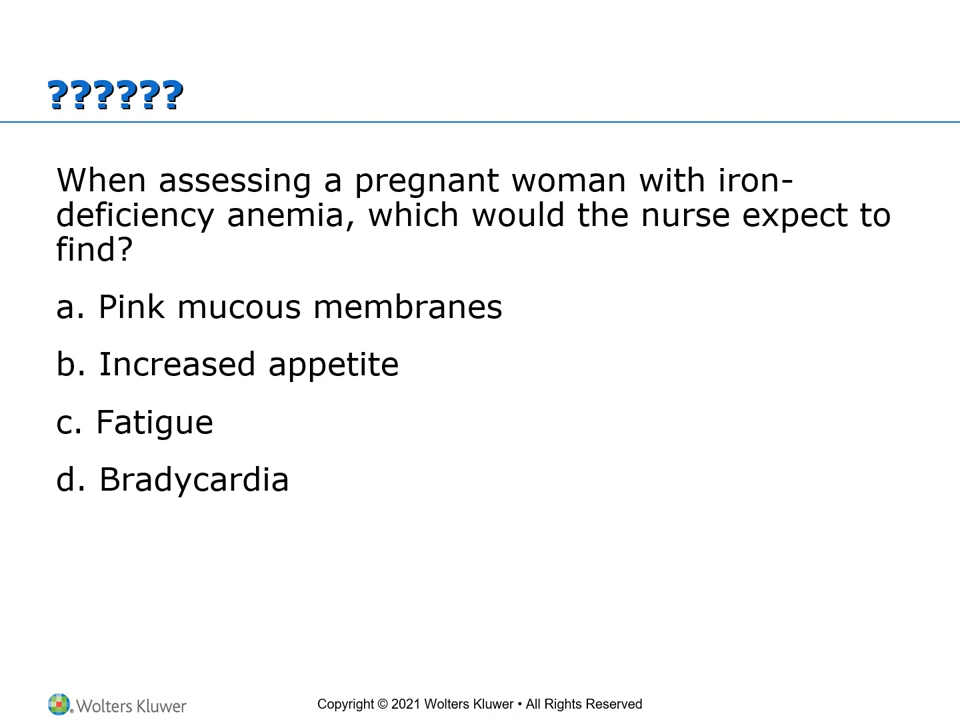 ??????
When assessing a pregnant woman with iron-
deficiency anemia, which would the nurse expect to
find?
a. Pink mucous membranes
b. Increased appetite
c. Fatigue
d. Bradycardia
Wolters Kluwer
Copyright © 2021 Wolters Kluwer • All Rights Reserved